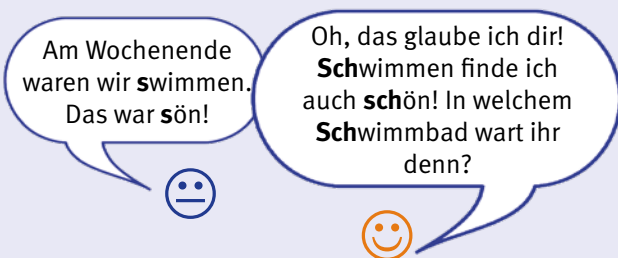 Am Wochenende
waren wir swimmen.
Das war sön!
Oh, das glaube ich dir!
Schwimmen finde ich
auch schön! In welchem
Schwimmbad wart ihr
denn?